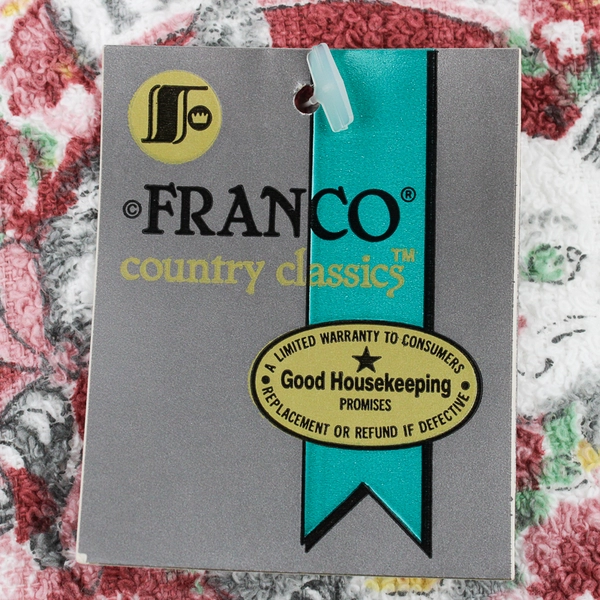 ©FRANCO®
country classics™
A LIMITED WARRANTY TO CONSUMERS
Good Housekeeping
PROMISES
REPLACEMENT OR REFUND IF DEFECTIVE